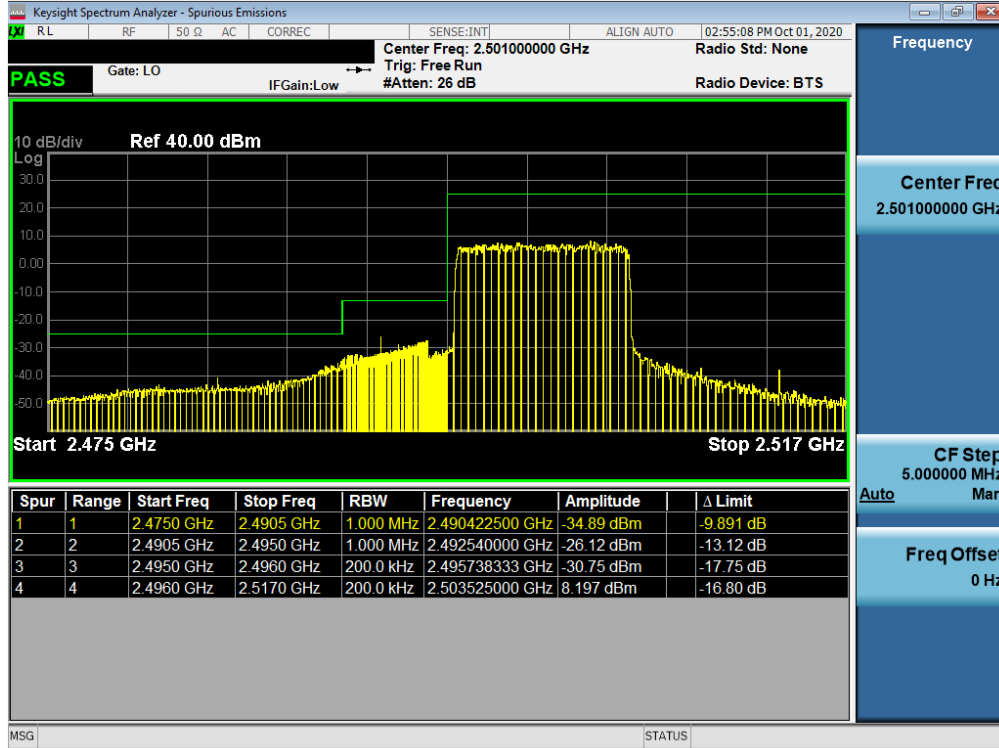 Keysight Spectrum Analyzer - Spurious Emissions
LXI RL RF 50 Ω AC CORREC SENSE:INT ALIGN AUTO 02:55:08 PM Oct 01, 2020
Center Freq: 2.501000000 GHz Radio Std: None
Trig: Free Run
PASS Gate: LO IFGain:Low #Atten: 26 dB Radio Device: BTS
10 dB/div Ref 40.00 dBm
Log
30.0
20.0
10.0
0.00
-10.0
-20.0
-30.0
-40.0
-50.0
Start 2.475 GHz Stop 2.517 GHz
Spur Range Start Freq Stop Freq RBW Frequency Amplitude Δ Limit
1 1 2.4750 GHz 2.4905 GHz 1.000 MHz 2.490422500 GHz -34.89 dBm -9.891 dB
2 2 2.4905 GHz 2.4950 GHz 1.000 MHz 2.492540000 GHz -26.12 dBm -13.12 dB
3 3 2.4950 GHz 2.4960 GHz 200.0 kHz 2.495738333 GHz -30.75 dBm -17.75 dB
4 4 2.4960 GHz 2.5170 GHz 200.0 kHz 2.503525000 GHz 8.197 dBm -16.80 dB
MSG STATUS
Frequency
Center Freq
2.501000000 GHz
CF Step
5.000000 MHz
Auto Man
Freq Offset
0 Hz